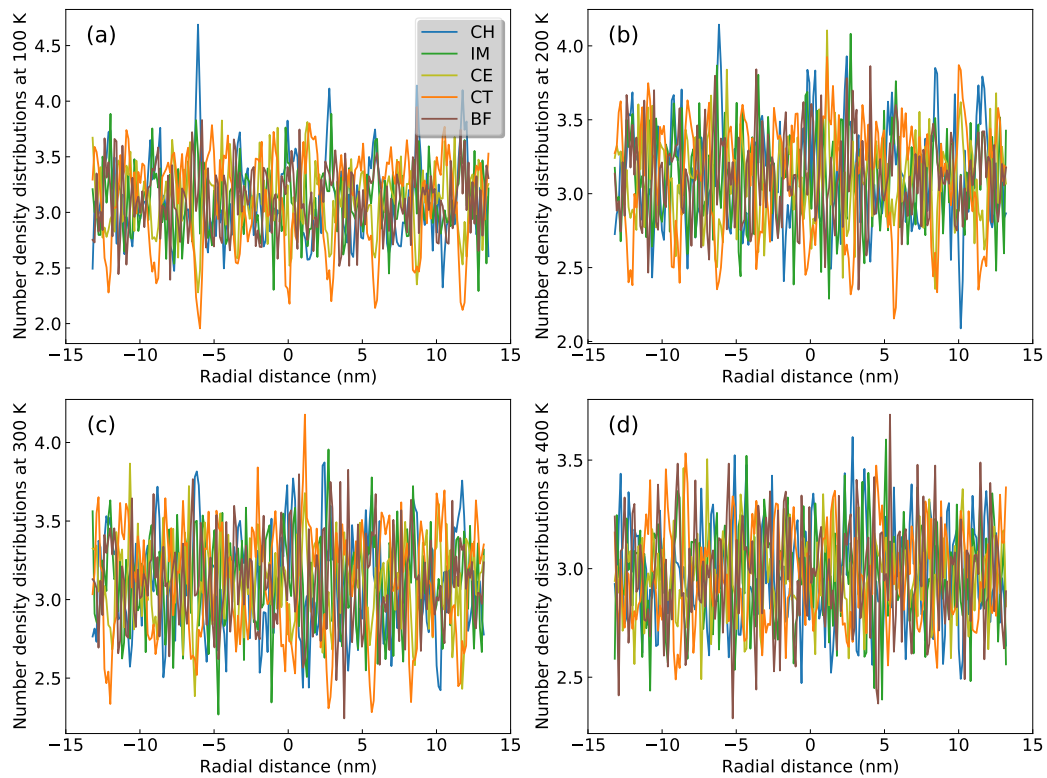 Number density distributions at 100 K
(a)
CH
IM
CE
CT
BF
4.5
4.0
3.5
3.0
2.5
2.0
−15 −10 −5 0 5 10 15
Radial distance (nm)
Number density distributions at 200 K
(b)
4.0
3.5
3.0
2.5
2.0
−15 −10 −5 0 5 10 15
Radial distance (nm)
Number density distributions at 300 K
(c)
4.0
3.5
3.0
2.5
−15 −10 −5 0 5 10 15
Radial distance (nm)
Number density distributions at 400 K
(d)
3.5
3.0
2.5
−15 −10 −5 0 5 10 15
Radial distance (nm)